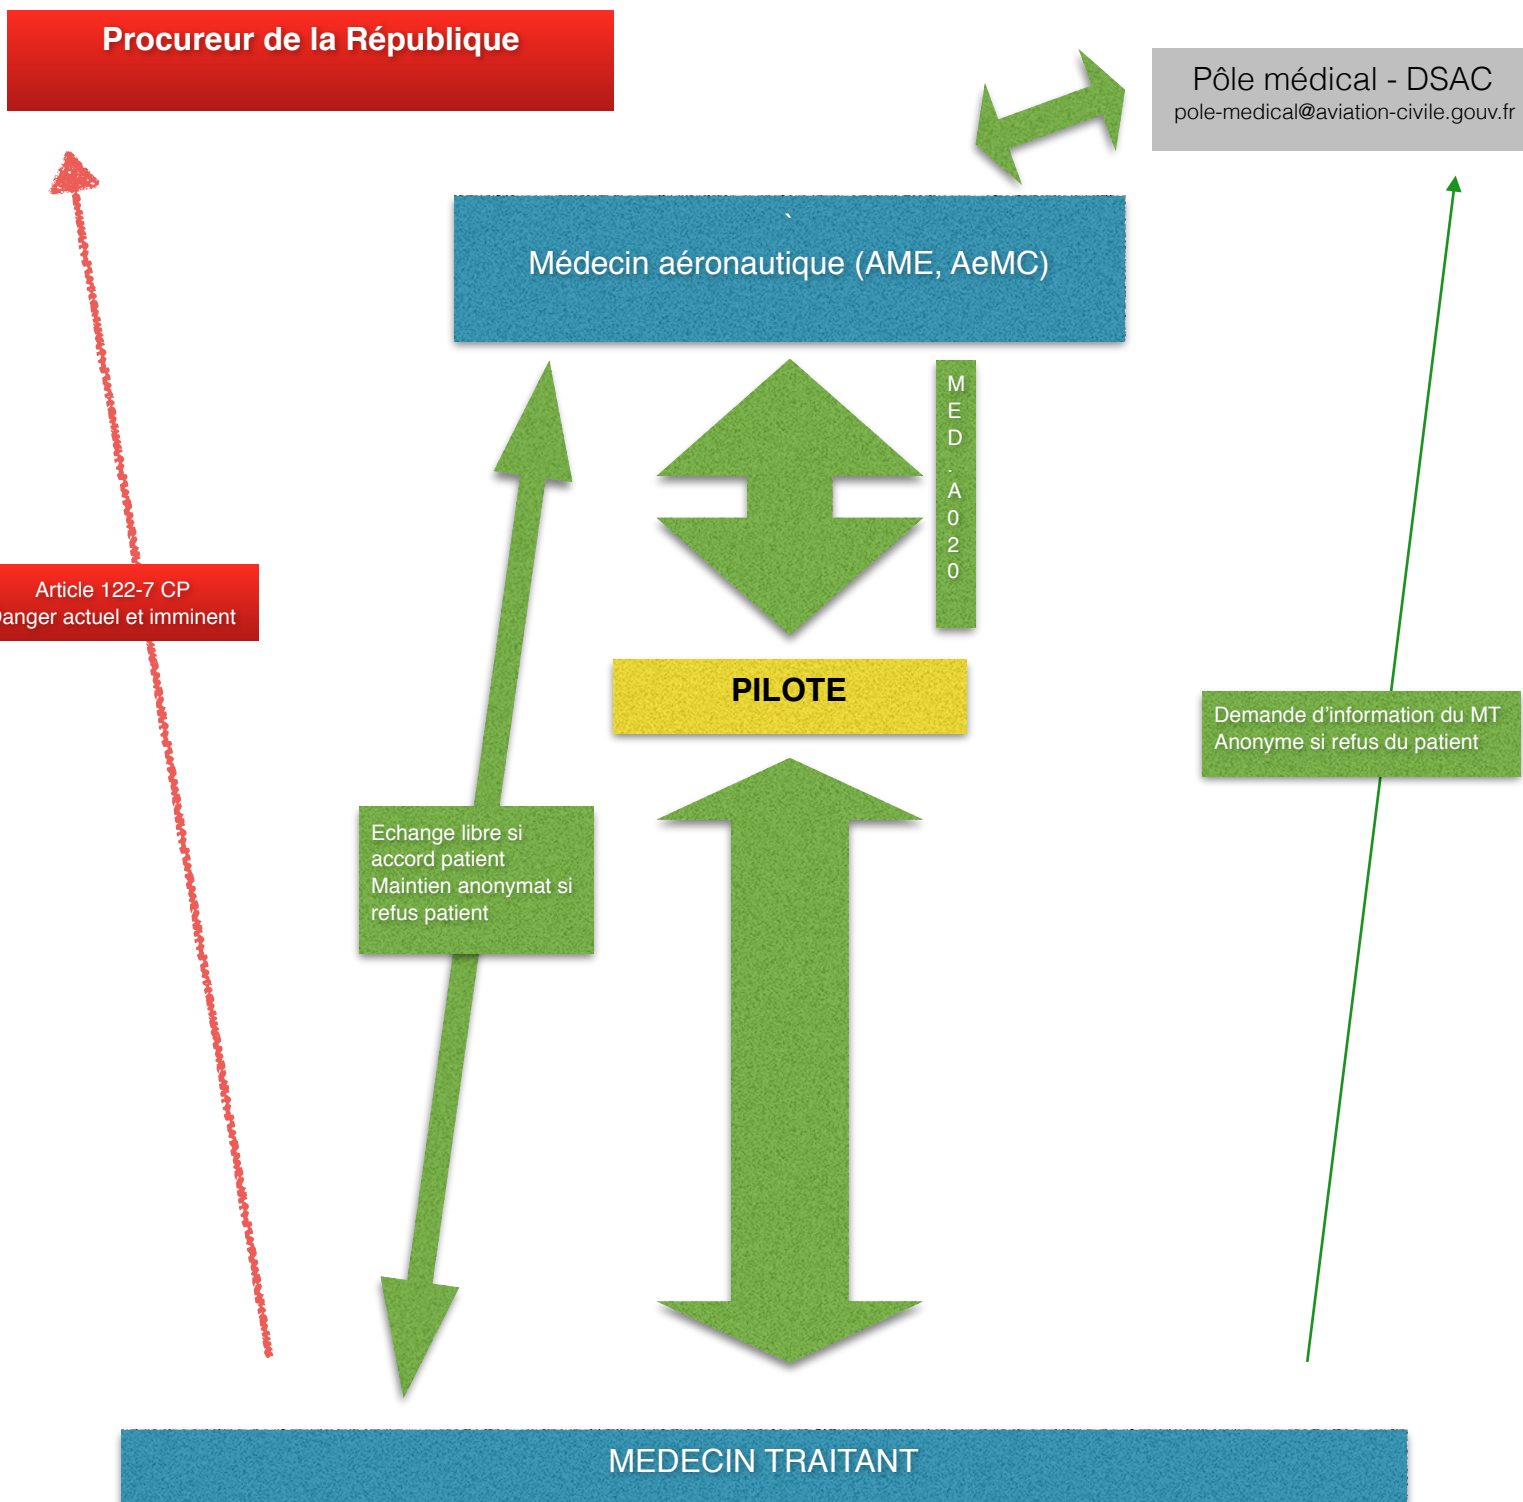 Procureur de la République
Pôle médical - DSAC
pole-medical@aviation-civile.gouv.fr
`
Médecin aéronautique (AME, AeMC)
M
E
D
.
A
0
2
0
Article 122-7 CP
Danger actuel et imminent
PILOTE
Demande d’information du MT
Anonyme si refus du patient
Echange libre si
accord patient
Maintien anonymat si
refus patient
MEDECIN TRAITANT